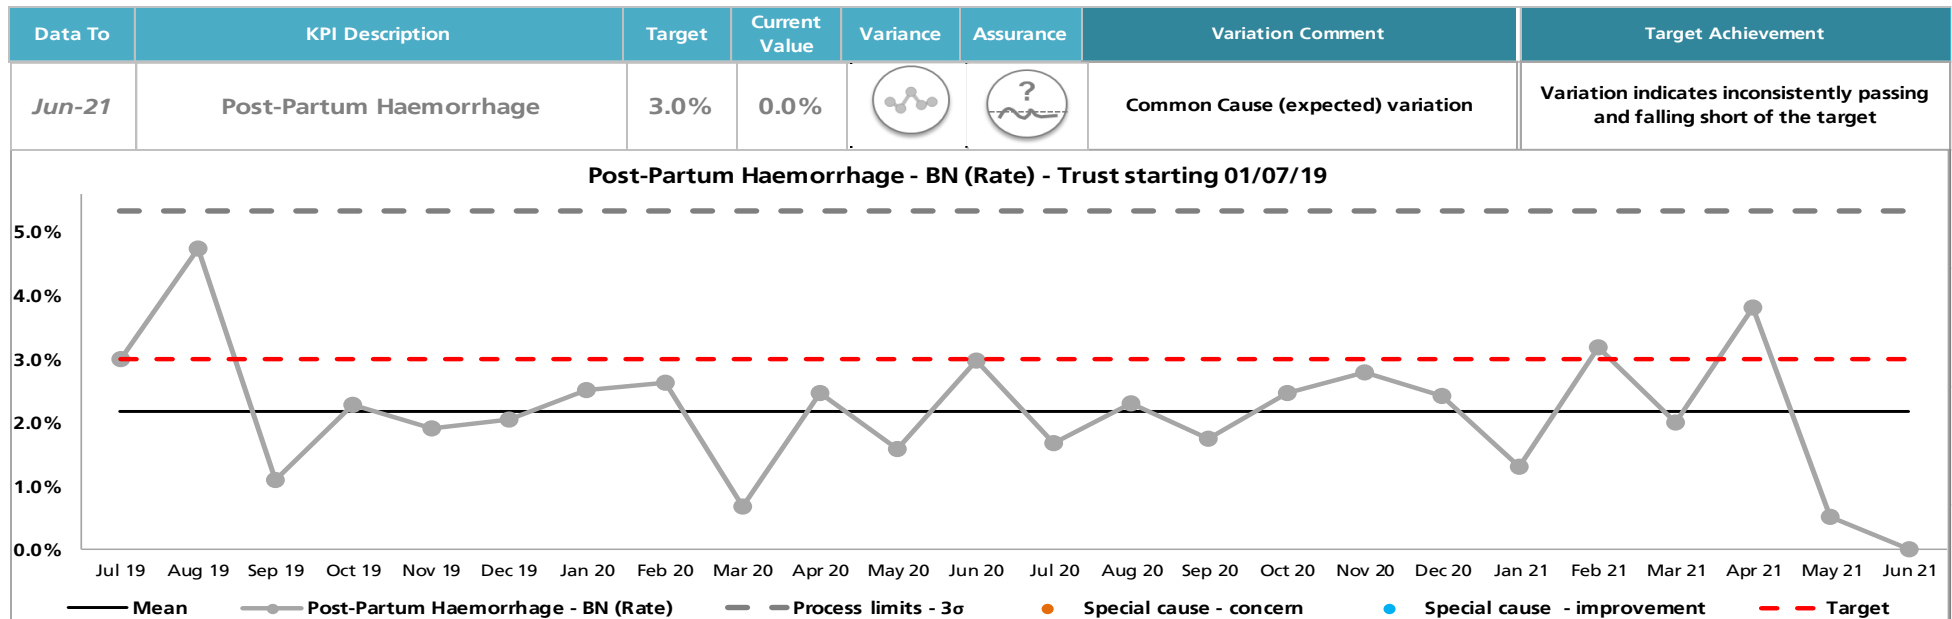 Data To
KPI Description
Target
Current
Value
Variance
Assurance
Variation Comment
Target Achievement
Jun-21
Post-Partum Haemorrhage
3.0%
0.0%
?
Common Cause (expected) variation
Variation indicates inconsistently passing
and falling short of the target
Post-Partum Haemorrhage - BN (Rate) - Trust starting 01/07/19
5.0%
4.0%
3.0%
2.0%
1.0%
0.0%
Jul 19 Aug 19 Sep 19 Oct 19 Nov 19 Dec 19 Jan 20 Feb 20 Mar 20 Apr 20 May 20 Jun 20 Jul 20 Aug 20 Sep 20 Oct 20 Nov 20 Dec 20 Jan 21 Feb 21 Mar 21 Apr 21 May 21 Jun 21
Mean Post-Partum Haemorrhage - BN (Rate) Process limits - 3σ Special cause - concern Special cause - improvement Target